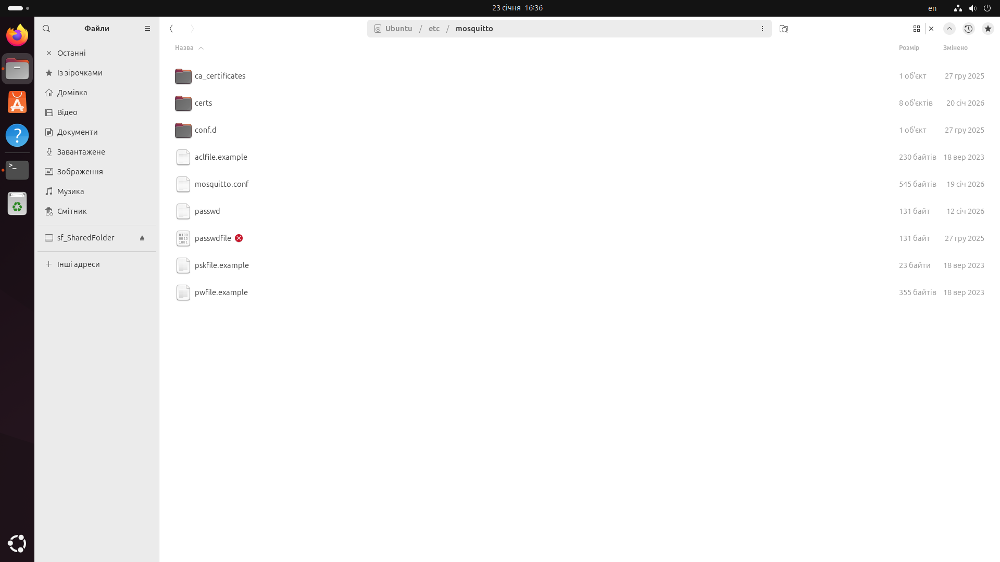 23 січня 16:36
en
Файли
Ubuntu / etc / mosquitto
Останні
Із зірочками
Домівка
Відео
Документи
Завантажене
Зображення
Музика
Смітник
sf_SharedFolder
Інші адреси
Назва Розмір Змінено
ca_certificates 1 об'єкт 27 гру 2025
certs 8 об'єктів 20 січ 2026
conf.d 1 об'єкт 27 гру 2025
aclfile.example 230 байтів 18 вер 2023
mosquitto.conf 545 байтів 19 січ 2026
passwd 131 байт 12 січ 2026
passwdfile 131 байт 27 гру 2025
pskfile.example 23 байти 18 вер 2023
pwfile.example 355 байтів 18 вер 2023